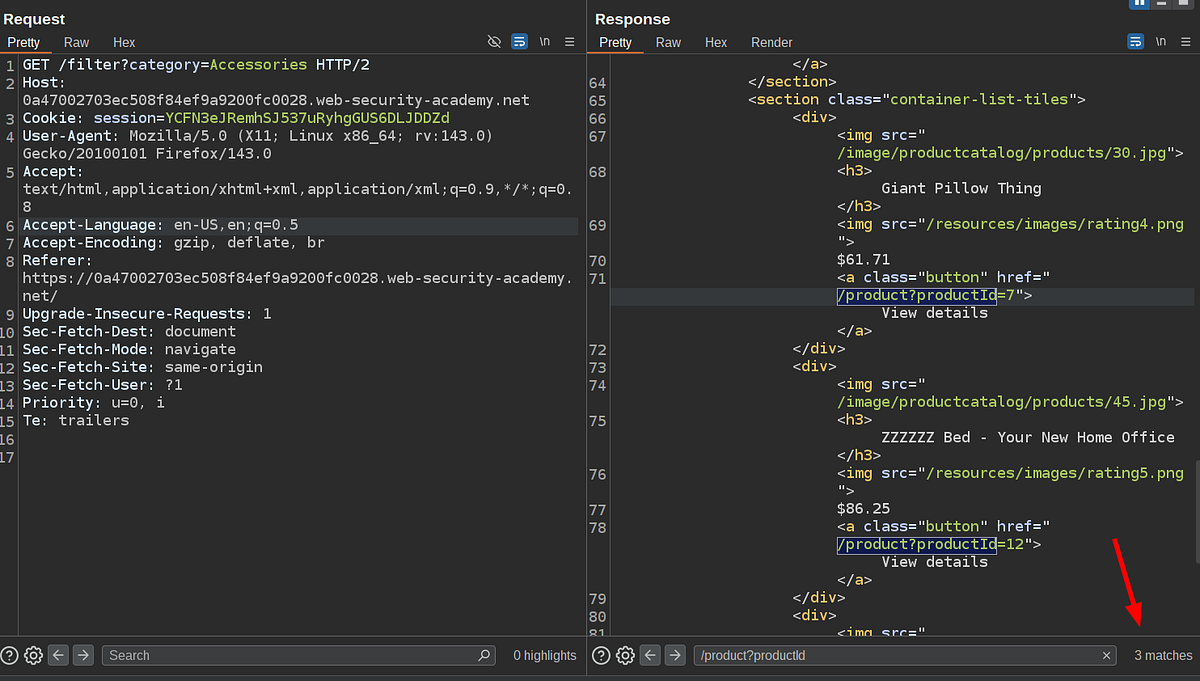 Request
Pretty Raw Hex
\n
1 GET /filter?category=Accessories HTTP/2
2 Host:
0a47002703ec508f84ef9a9200fc0028.web-security-academy.net
3 Cookie: session=YCFN3eJRemhSJ537uRyhgGUS6DLJDDZd
4 User-Agent: Mozilla/5.0 (X11; Linux x86_64; rv:143.0)
Gecko/20100101 Firefox/143.0
5 Accept:
text/html,application/xhtml+xml,application/xml;q=0.9,*/*;q=0.
8
6 Accept-Language: en-US,en;q=0.5
7 Accept-Encoding: gzip, deflate, br
8 Referer:
https://0a47002703ec508f84ef9a9200fc0028.web-security-academy.
net/
9 Upgrade-Insecure-Requests: 1
10 Sec-Fetch-Dest: document
11 Sec-Fetch-Mode: navigate
12 Sec-Fetch-Site: same-origin
13 Sec-Fetch-User: ?1
14 Priority: u=0, i
15 Te: trailers
16
17
Search
0 highlights
Response
Pretty Raw Hex Render
\n
</a>
64 </section>
65 <section class="container-list-tiles">
66 <div>
67 <img src="
/image/productcatalog/products/30.jpg">
68 <h3>
Giant Pillow Thing
</h3>
69 <img src="/resources/images/rating4.png
">
70 $61.71
71 <a class="button" href="
/product?productId=7">
View details
</a>
72 </div>
73 <div>
74 <img src="
/image/productcatalog/products/45.jpg">
75 <h3>
ZZZZZZ Bed - Your New Home Office
</h3>
76 <img src="/resources/images/rating5.png
">
77 $86.25
78 <a class="button" href="
/product?productId=12">
View details
</a>
79 </div>
80 <div>
81 <img src="
/product?productId
3 matches